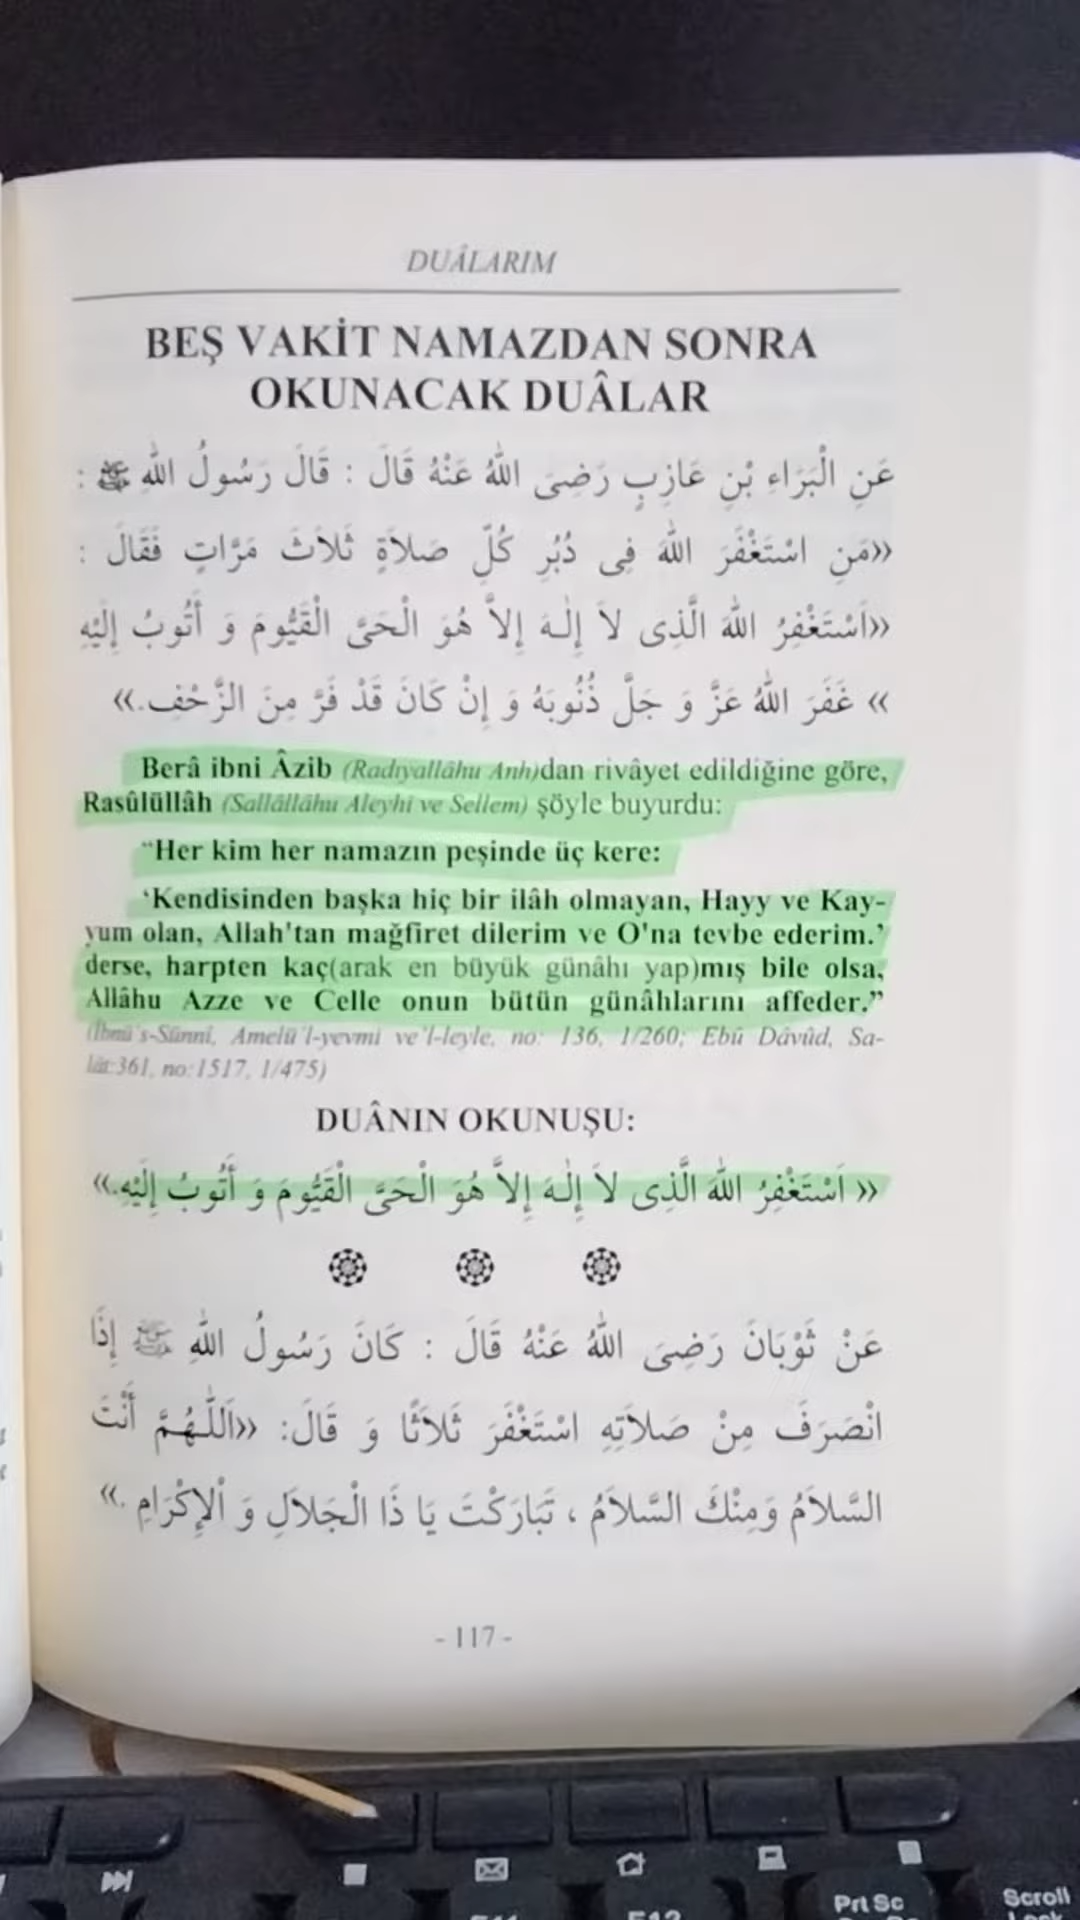 DUÂLARIM
BEŞ VAKİT NAMAZDAN SONRA
OKUNACAK DUÂLAR
عَنِ الْبَرَاءِ بْنِ عَازِبٍ رَضِىَ اللهُ عَنْهُ قَالَ : قَالَ رَسُولُ اللهِ ﷺ :
«مَنِ اسْتَغْفَرَ اللهَ فِى دُبُرِ كُلِّ صَلاَةٍ ثَلاَثَ مَرَّاتٍ فَقَالَ :
«اَسْتَغْفِرُ اللهَ الَّذِى لاَ إِلٰهَ إِلاَّ هُوَ الْحَىَّ الْقَيُّومَ وَ أَتُوبُ إِلَيْهِ
» غَفَرَ اللهُ عَزَّ وَ جَلَّ ذُنُوبَهُ وَ إِنْ كَانَ قَدْ فَرَّ مِنَ الزَّحْفِ.»
Berâ ibni Âzib (Radıyallâhu Anh)dan rivâyet edildiğine göre,
Rasûlüllâh (Sallâllâhu Aleyhi ve Sellem) şöyle buyurdu:
"Her kim her namazın peşinde üç kere:
'Kendisinden başka hiç bir ilâh olmayan, Hayy ve Kay-
yum olan, Allah'tan mağfiret dilerim ve O'na tevbe ederim.'
derse, harpten kaç(arak en büyük günâhı yap)mış bile olsa,
Allâhu Azze ve Celle onun bütün günâhlarını affeder."
(İbnü's-Sünnî, Amelü'l-yevmi ve'l-leyle, no: 136, 1/260; Ebû Dâvûd, Sa-
lât:361, no:1517, 1/475)
DUÂNIN OKUNUŞU:
« اَسْتَغْفِرُ اللهَ الَّذِى لاَ إِلٰهَ إِلاَّ هُوَ الْحَىَّ الْقَيُّومَ وَ أَتُوبُ إِلَيْهِ.»
عَنْ ثَوْبَانَ رَضِىَ اللهُ عَنْهُ قَالَ : كَانَ رَسُولُ اللهِ ﷺ إِذَا
انْصَرَفَ مِنْ صَلاَتِهِ اسْتَغْفَرَ ثَلاَثًا وَ قَالَ: «اَللّٰهُمَّ أَنْتَ
السَّلاَمُ وَمِنْكَ السَّلاَمُ ، تَبَارَكْتَ يَا ذَا الْجَلاَلِ وَ اْلإِكْرَامِ .»
- 117 -
Prt Sc
Scroll